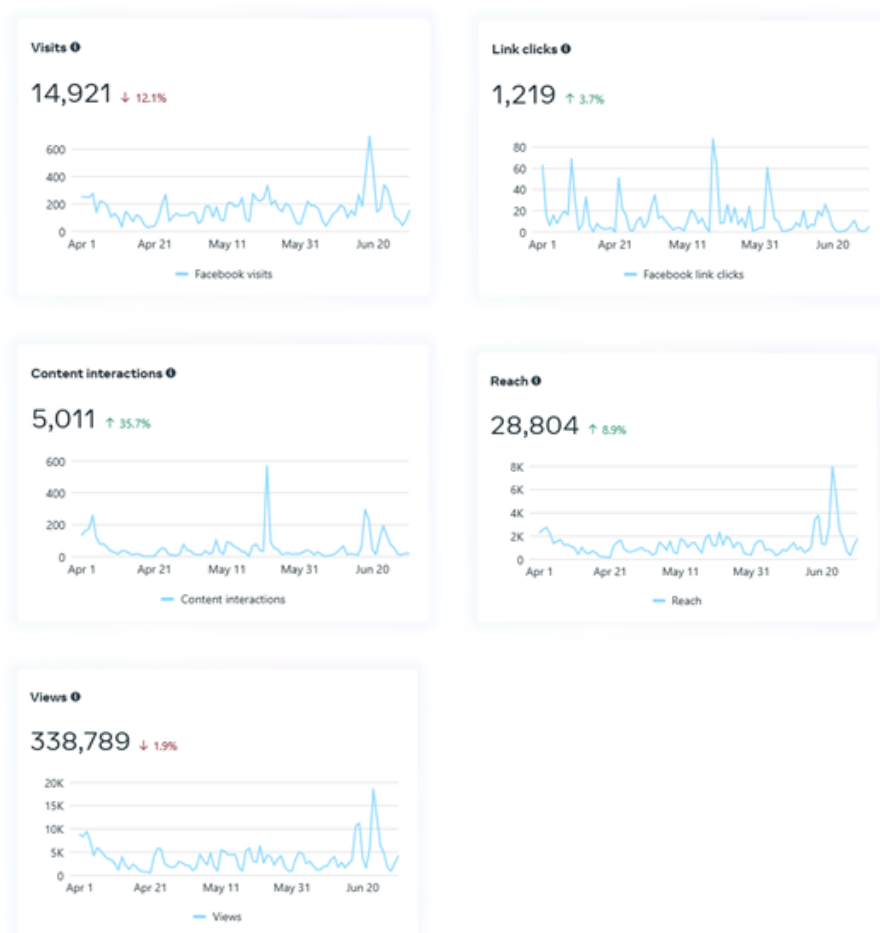 Visits
14,921 ↓ 12.1%
600
400
200
0
Apr 1 Apr 21 May 11 May 31 Jun 20
Facebook visits
Link clicks
1,219 ↑ 3.7%
80
60
40
20
0
Apr 1 Apr 21 May 11 May 31 Jun 20
Facebook link clicks
Content interactions
5,011 ↑ 35.7%
600
400
200
0
Apr 1 Apr 21 May 11 May 31 Jun 20
Content interactions
Reach
28,804 ↑ 8.9%
8K
6K
4K
2K
0
Apr 1 Apr 21 May 11 May 31 Jun 20
Reach
Views
338,789 ↓ 1.9%
20K
15K
10K
5K
0
Apr 1 Apr 21 May 11 May 31 Jun 20
Views